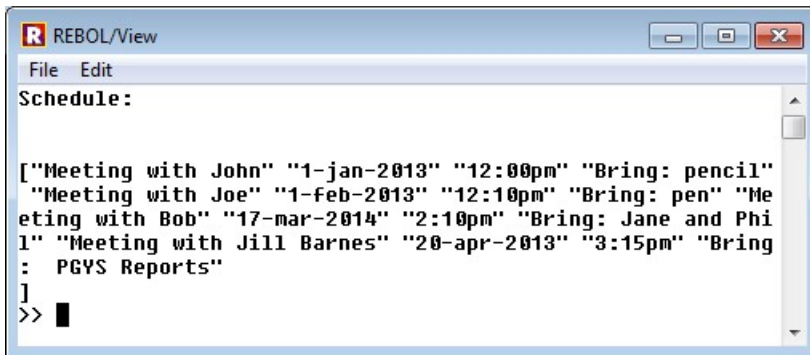 REBOL/View
File Edit
Schedule:
["Meeting with John" "1-jan-2013" "12:00pm" "Bring: pencil"
"Meeting with Joe" "1-feb-2013" "12:10pm" "Bring: pen" "Me
eting with Bob" "17-mar-2014" "2:10pm" "Bring: Jane and Phi
l" "Meeting with Jill Barnes" "20-apr-2013" "3:15pm" "Bring
:  PGYS Reports"
]
>>